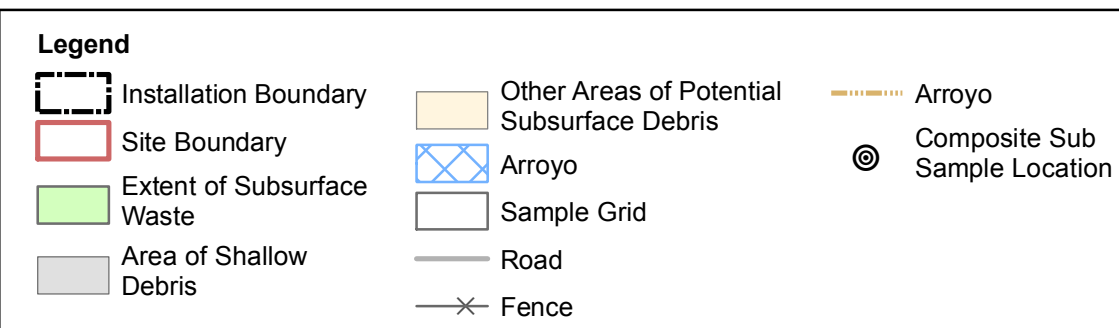 Legend
Installation Boundary
Site Boundary
Extent of Subsurface
Waste
Area of Shallow
Debris
Other Areas of Potential
Subsurface Debris
Arroyo
Sample Grid
Road
Fence
Arroyo
Composite Sub
Sample Location